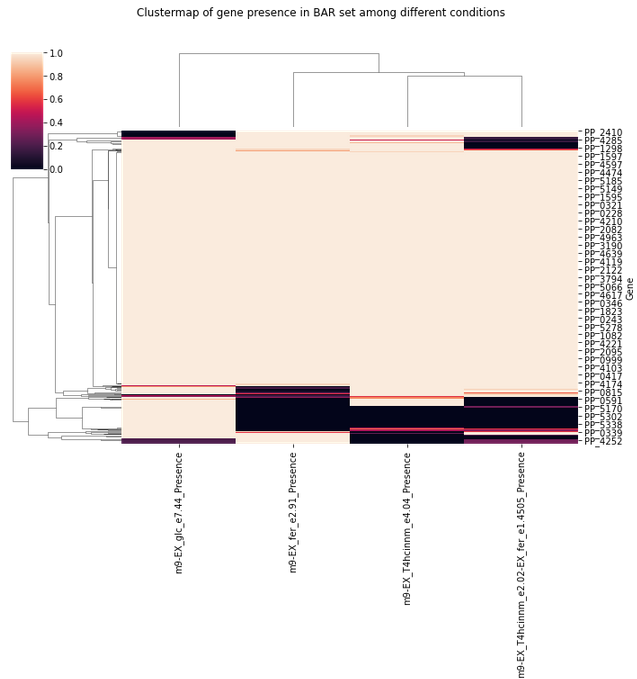 Clustermap of gene presence in BAR set among different conditions
1.0
0.8
0.6
0.4
0.2
0.0
PP_2410
PP_4285
PP_1298
PP_1597
PP_4597
PP_4474
PP_5185
PP_5149
PP_1595
PP_0321
PP_0228
PP_4210
PP_2082
PP_4963
PP_3190
PP_4639
PP_4119
PP_2122
PP_3794
PP_5066
PP_4617
PP_0346
PP_1823
PP_0243
PP_5278
PP_1082
PP_4221
PP_2095
PP_0999
PP_4103
PP_0417
PP_4174
PP_0815
PP_0591
PP_5170
PP_5302
PP_5338
PP_0339
PP_4252
Gene
m9-EX_glc_e7.44_Presence
m9-EX_fer_e2.91_Presence
m9-EX_T4hcinnm_e4.04_Presence
m9-EX_T4hcinnm_e2.02-EX_fer_e1.4505_Presence